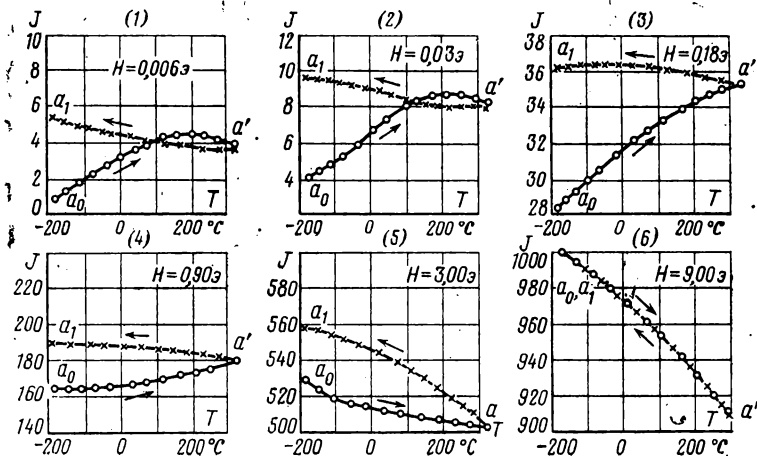 (1) (2) (3)
J J J
10 12 38
8 H=0,006э 10 a₁ H=0,03э 36 a₁ H=0,18э a'
6 a₁ 8 a' 34
4 a' 6 32
2 4 a₀ 30
0 a₀ T T 28 a₀ T
-200 0 200 °C -200 0 200 °C -200 0 200 °C
(4) (5) (6)
J J J
220 H=0,90э 580 H=3,00э 1000 a₀, a₁ H=9,00э
200 a₁ 560 a₁ 980
180 a' 540 a₀ 960
160 a₀ 520 a 940
140 T 500 T 920 a'
900 T
-200 0 200 °C -200 0 200 °C -200 0 200 °C